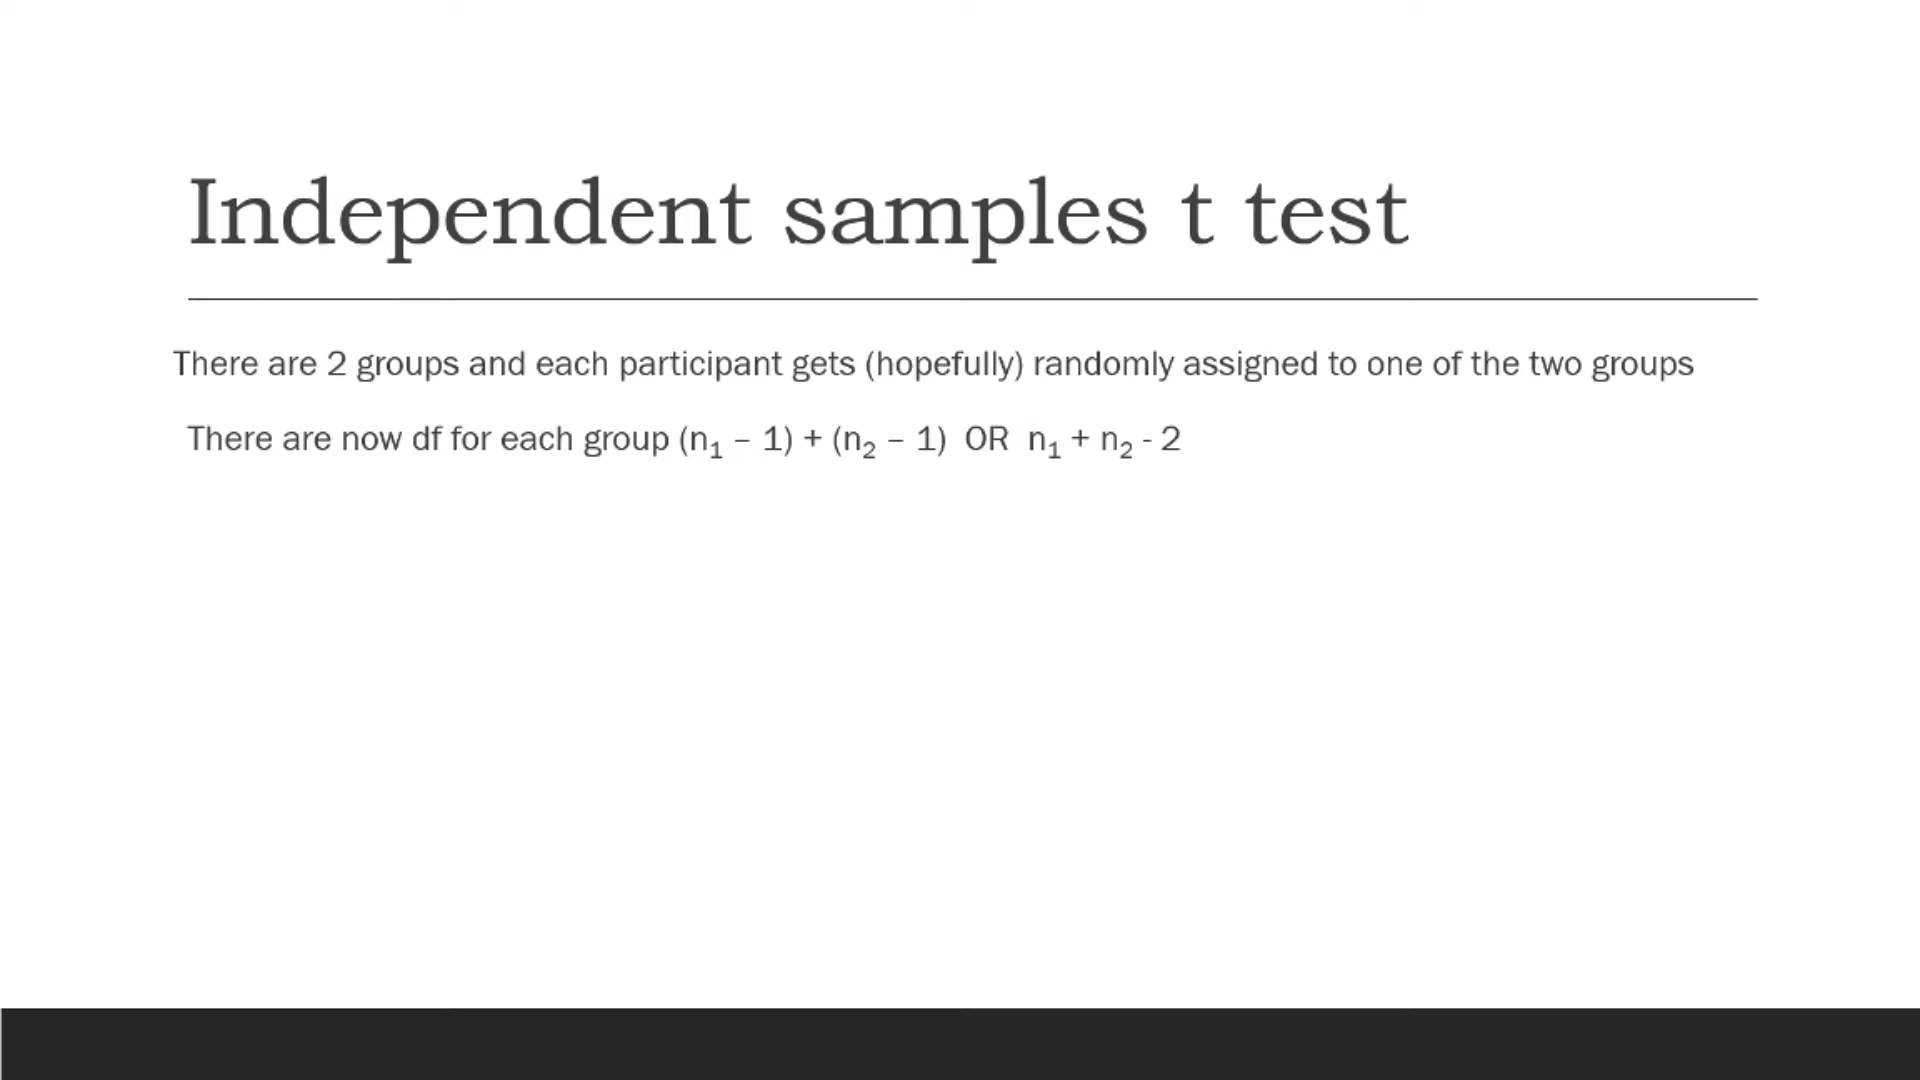 Independent samples t test
There are 2 groups and each participant gets (hopefully) randomly assigned to one of the two groups
There are now df for each group (n₁ – 1) + (n₂ – 1)  OR  n₁ + n₂ - 2